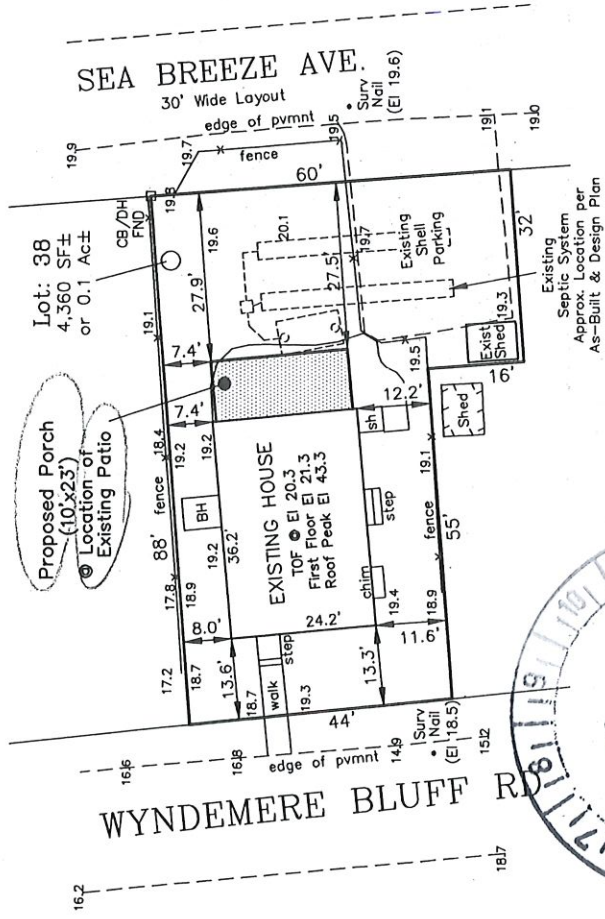 SEA BREEZE AVE.
30' Wide Layout
edge of pvmnt
Surv
Nail
(El 19.6)
19.9
19.7
19.5
19.1
19.0
fence
Lot: 38
4,360 SF±
or 0.1 Ac±
CB/DH
FND
19.8
60'
19.1
19.6
20.1
27.9'
27.5'
19.7
Existing
Shell
Parking
32'
Existing
Septic System
Approx. Location per
As-Built & Design Plan
19.3
Exist
Shed
16'
19.5
7.4'
7.4'
12.2'
Proposed Porch
(10'x23')
@ Location of
Existing Patio
18.4
19.2
19.2
sh
Shed
88'
fence
BH
19.2
36.2'
EXISTING HOUSE
TOF @ El 20.3
First Floor El 21.3
Roof Peak El 43.3
step
19.1
fence
55'
17.8
18.9
chim
19.4
18.9
8.0'
24.2'
11.6'
17.2
18.7
13.6'
18.7
walk
step
19.3
13.3'
44'
Surv
Nail
(El 18.5)
16.6
16.8
edge of pvmnt
14.9
15.2
WYNDEMERE BLUFF RD
16.2
18.7
17 18 19